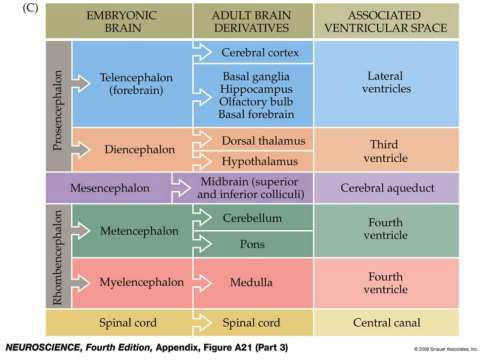 (C)
EMBRYONIC
BRAIN
ADULT BRAIN
DERIVATIVES
ASSOCIATED
VENTRICULAR SPACE
Prosencephalon
Telencephalon
(forebrain)
Cerebral cortex
Basal ganglia
Hippocampus
Olfactory bulb
Basal forebrain
Lateral
ventricles
Diencephalon
Dorsal thalamus
Hypothalamus
Third
ventricle
Mesencephalon
Midbrain (superior
and inferior colliculi)
Cerebral aqueduct
Rhombencephalon
Metencephalon
Cerebellum
Pons
Fourth
ventricle
Myelencephalon
Medulla
Fourth
ventricle
Spinal cord
Spinal cord
Central canal
NEUROSCIENCE, Fourth Edition, Appendix, Figure A21 (Part 3)
© 2008 Sinauer Associates, Inc.